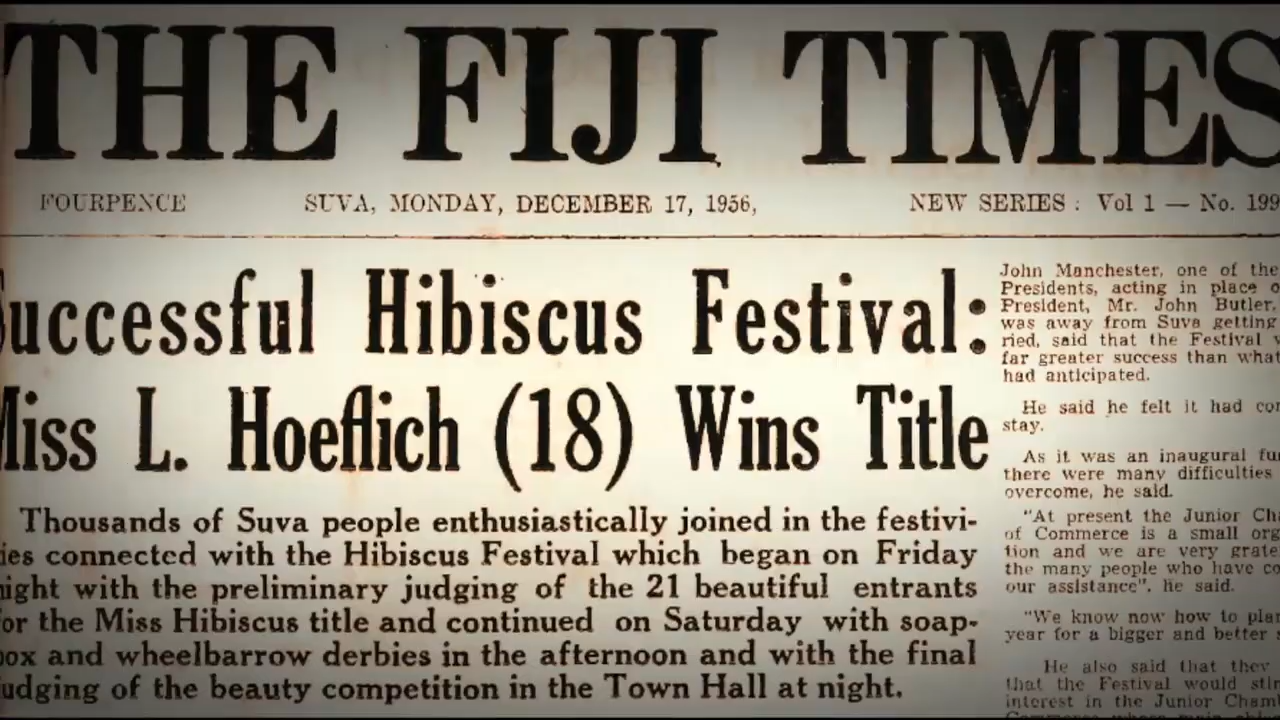 THE FIJI TIMES
FOURPENCE SUVA, MONDAY, DECEMBER 17, 1956, NEW SERIES : Vol 1 — No. 199
Successful Hibiscus Festival:
Miss L. Hoeflich (18) Wins Title
Thousands of Suva people enthusiastically joined in the festivi-
ies connected with the Hibiscus Festival which began on Friday
night with the preliminary judging of the 21 beautiful entrants
for the Miss Hibiscus title and continued on Saturday with soap-
box and wheelbarrow derbies in the afternoon and with the final
judging of the beauty competition in the Town Hall at night.
John Manchester, one of the
Presidents, acting in place
President, Mr. John Butler,
was away from Suva getting
ried, said that the Festival
far greater success than what
had anticipated.
He said he felt it had
stay.
As it was an inaugural
there were many difficulties
overcome, he said.
"At present the Junior
of Commerce is a small
tion and we are very
the many people who have
our assistance". he said.
"We know now how to
year for a bigger and better
He also said that they
that the Festival would
interest in the Junior